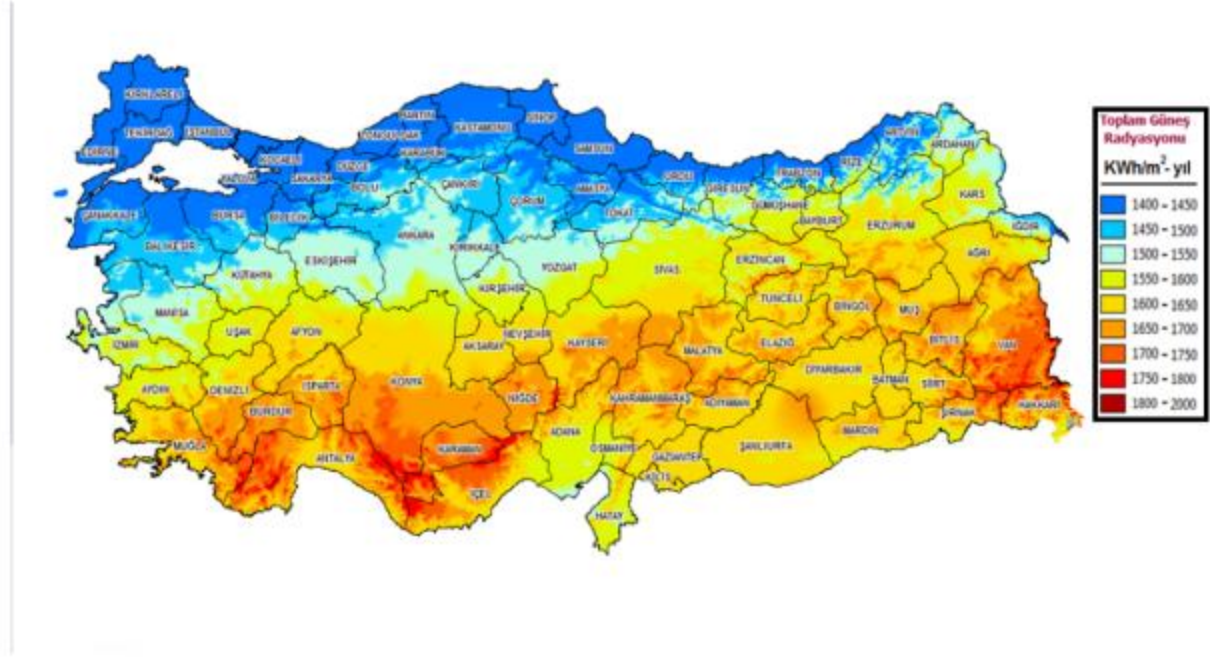 KIRKLARELİ
TEKİRDAĞ
İSTANBUL
EDİRNE
KOCAELİ
YALOVA
SAKARYA
DÜZCE
ZONGULDAK
BARTIN
KARABÜK
KASTAMONU
SİNOP
SAMSUN
ORDU
GİRESUN
TRABZON
RİZE
ARTVİN
ARDAHAN
ÇANAKKALE
BURSA
BİLECİK
BOLU
ÇANKIRI
ÇORUM
AMASYA
TOKAT
GÜMÜŞHANE
BAYBURT
ERZURUM
KARS
IĞDIR
BALIKESİR
KÜTAHYA
ESKİŞEHİR
ANKARA
KIRIKKALE
KIRŞEHİR
YOZGAT
SİVAS
ERZİNCAN
AĞRI
MANİSA
İZMİR
UŞAK
AFYON
AKSARAY
NEVŞEHİR
KAYSERİ
MALATYA
TUNCELİ
ELAZIĞ
BİNGÖL
MUŞ
BİTLİS
VAN
AYDIN
DENİZLİ
ISPARTA
BURDUR
KONYA
NİĞDE
KAHRAMANMARAŞ
ADIYAMAN
DİYARBAKIR
BATMAN
SİİRT
ŞIRNAK
HAKKARİ
MUĞLA
ANTALYA
KARAMAN
İÇEL
ADANA
OSMANİYE
GAZİANTEP
KİLİS
ŞANLIURFA
MARDİN
HATAY
Toplam Güneş
Radyasyonu
KWh/m²- yıl
1400 - 1450
1450 - 1500
1500 - 1550
1550 - 1600
1600 - 1650
1650 - 1700
1700 - 1750
1750 - 1800
1800 - 2000